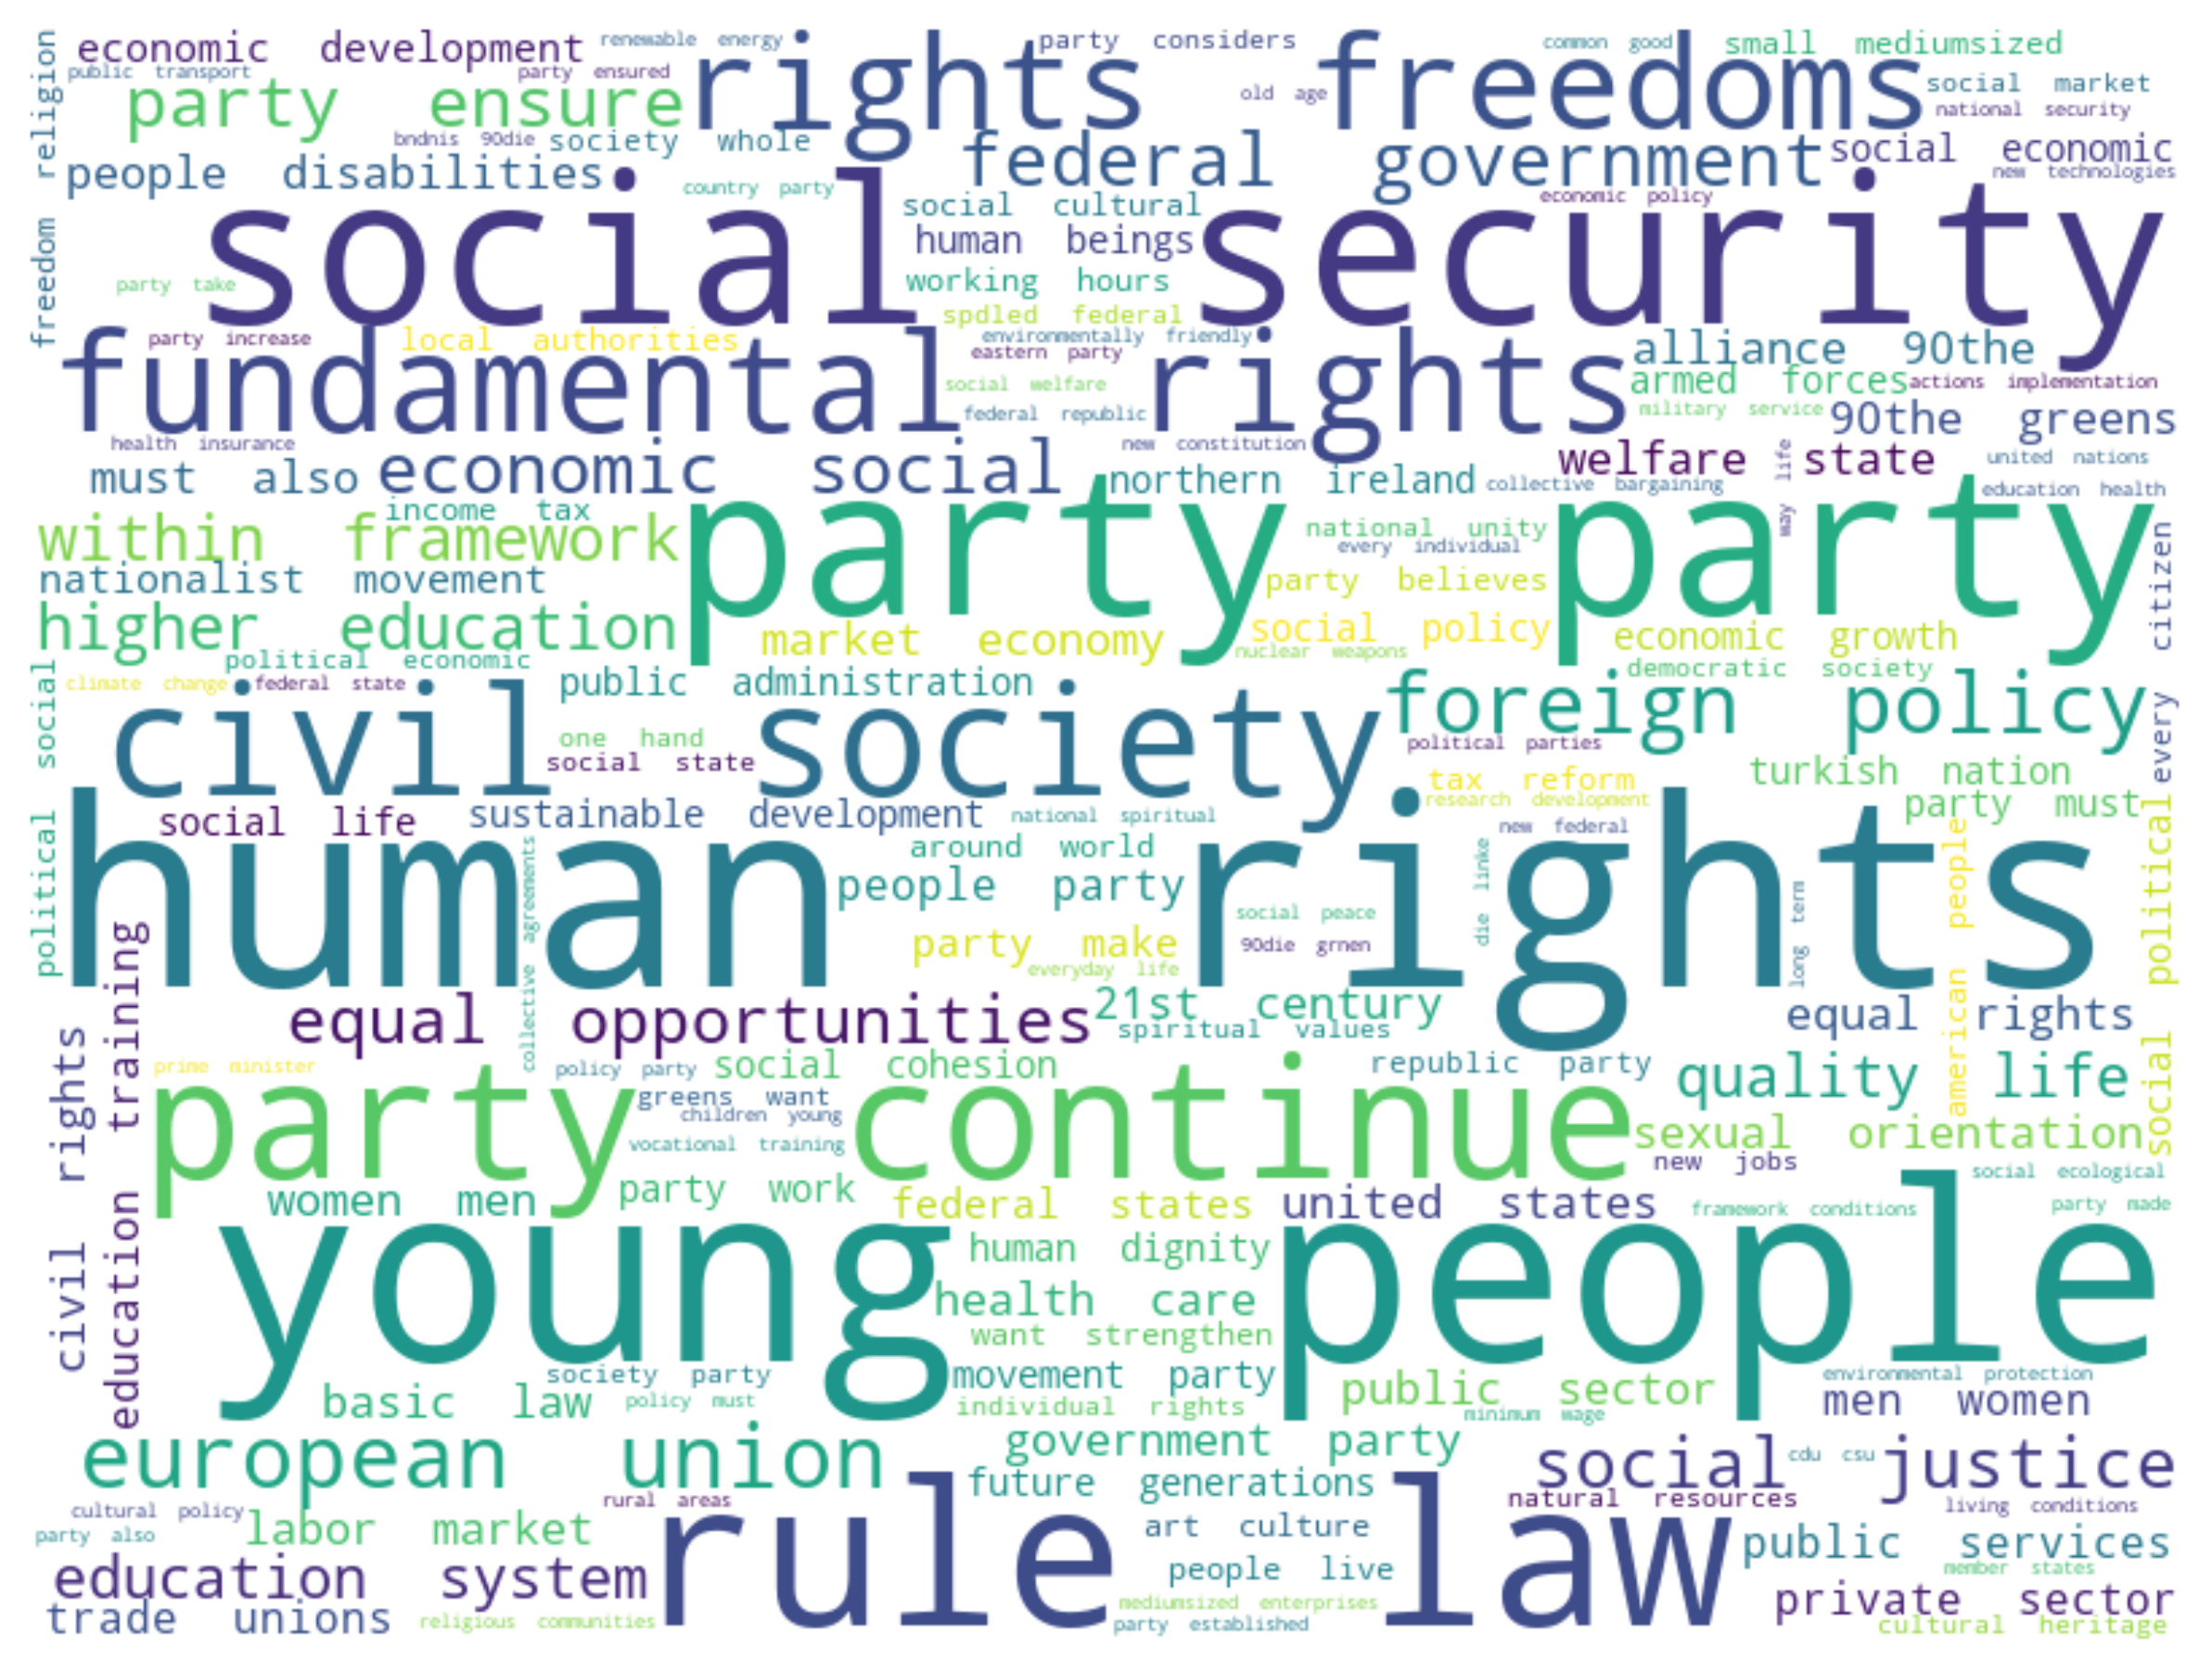 economic development
renewable energy
party considers
common good
small mediumsized
public transport
party ensured
rights freedoms
social market
party ensure
old age
national security
freedom religion
bndnis 90die
society whole
federal government
social economic
people disabilities
country party
new technologies
social security
social cultural
economic policy
human beings
working hours
party take
spdled federal
party increase
local authorities
environmentally friendly
fundamental rights
eastern party
alliance 90the
social welfare
armed forces
actions implementation
federal republic
military service
90the greens
health insurance
new constitution
must also
economic social
northern ireland
welfare state
way life
united nations
collective bargaining
education health
income tax
party party
within framework
national unity
every individual
nationalist movement
party believes
every citizen
higher education
market economy
social policy
economic growth
nuclear weapons
political economic
democratic society
climate change
federal state
public administration
foreign policy
political social
civil society
one hand
social state
political parties
turkish nation
tax reform
research development
party must
social life
sustainable development
national spiritual
new federal
human rights
around world
people party
die linke
american people
social political
collective agreements
social peace
long term
party make
90die grnen
everyday life
education training
equal opportunities
21st century
equal rights
spiritual values
civil rights
prime minister
policy party
social cohesion
republic party
quality life
party continue
greens want
children young
vocational training
sexual orientation
new jobs
social ecological
women men
party work
federal states
united states
framework conditions
party made
young people
human dignity
health care
want strengthen
society party
movement party
environmental protection
basic law
policy must
individual rights
public sector
minimum wage
men women
european union
government party
social justice
cdu csu
future generations
rural areas
natural resources
cultural policy
living conditions
party also
labor market
rule law
art culture
public services
education system
people live
member states
trade unions
religious communities
mediumsized enterprises
private sector
party established
cultural heritage